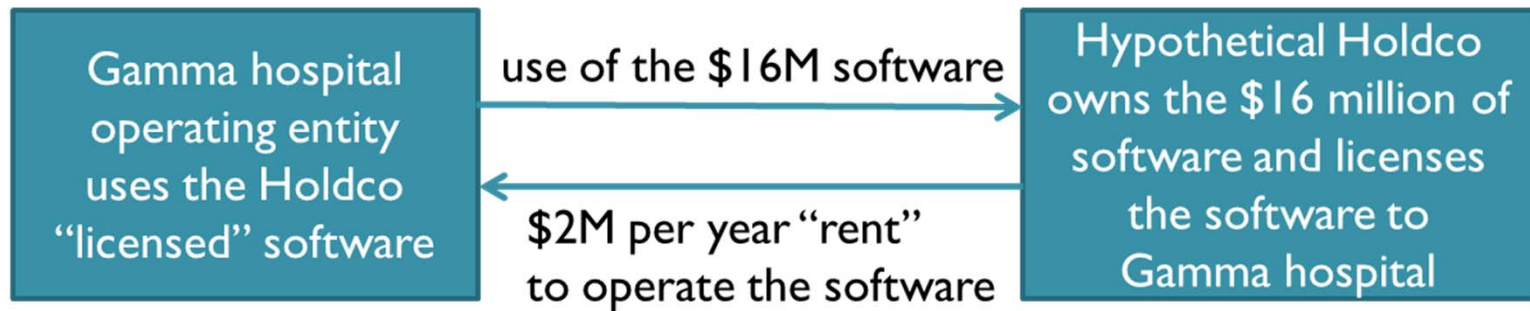 Gamma hospital
operating entity
uses the Holdco
“licensed” software
use of the $16M software
$2M per year “rent”
to operate the software
Hypothetical Holdco
owns the $16 million of
software and licenses
the software to
Gamma hospital